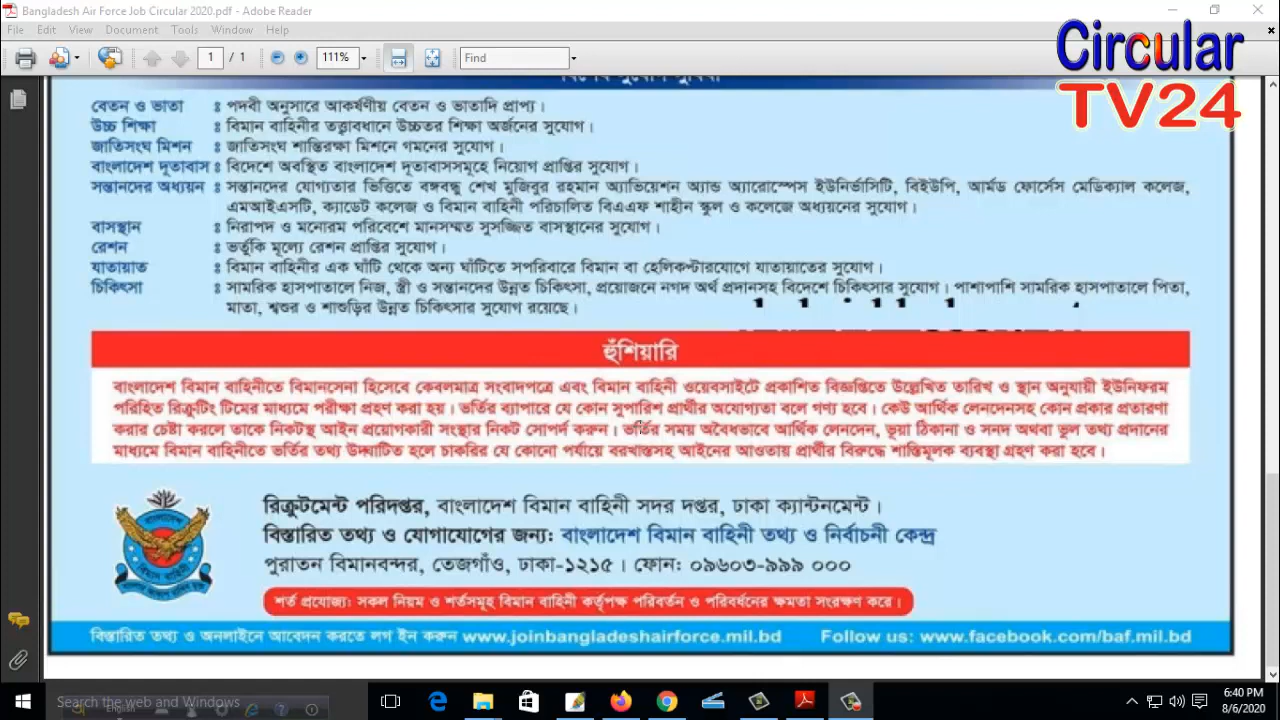 Bangladesh Air Force Job Circular 2020.pdf - Adobe Reader
File Edit View Document Tools Window Help
1 / 1 111% Find
Circular
TV24
বেতন ও ভাতা : পদবী অনুসারে আকর্ষণীয় বেতন ও ভাতাদি প্রাপ্য।
উচ্চ শিক্ষা : বিমান বাহিনীর তত্ত্বাবধানে উচ্চতর শিক্ষা অর্জনের সুযোগ।
জাতিসংঘ মিশন : জাতিসংঘ শান্তিরক্ষা মিশনে গমনের সুযোগ।
বাংলাদেশ দূতাবাস : বিদেশে অবস্থিত বাংলাদেশ দূতাবাসসমূহে নিয়োগ প্রাপ্তির সুযোগ।
সন্তানদের অধ্যয়ন : সন্তানদের যোগ্যতার ভিত্তিতে বঙ্গবন্ধু শেখ মুজিবুর রহমান অ্যাভিয়েশন অ্যান্ড অ্যারোস্পেস ইউনিভার্সিটি, বিইউপি, আর্মড ফোর্সেস মেডিক্যাল কলেজ,
এমআইএসটি, ক্যাডেট কলেজ ও বিমান বাহিনী পরিচালিত বিএএফ শাহীন স্কুল ও কলেজে অধ্যয়নের সুযোগ।
বাসস্থান : নিরাপদ ও মনোরম পরিবেশে মানসম্মত সুসজ্জিত বাসস্থানের সুযোগ।
রেশন : ভর্তুকি মূল্যে রেশন প্রাপ্তির সুযোগ।
যাতায়াত : বিমান বাহিনীর এক ঘাঁটি থেকে অন্য ঘাঁটিতে সপরিবারে বিমান বা হেলিকপ্টারযোগে যাতায়াতের সুযোগ।
চিকিৎসা : সামরিক হাসপাতালে নিজ, স্ত্রী ও সন্তানদের উন্নত চিকিৎসা, প্রয়োজনে নগদ অর্থ প্রদানসহ বিদেশে চিকিৎসার সুযোগ। পাশাপাশি সামরিক হাসপাতালে পিতা,
মাতা, শ্বশুর ও শাশুড়ির উন্নত চিকিৎসার সুযোগ রয়েছে।
হুঁশিয়ারি
বাংলাদেশ বিমান বাহিনীতে বিমানসেনা হিসেবে কেবলমাত্র সংবাদপত্রে এবং বিমান বাহিনী ওয়েবসাইটে প্রকাশিত বিজ্ঞপ্তিতে উল্লেখিত তারিখ ও স্থান অনুযায়ী ইউনিফরম
পরিহিত রিক্রুটিং টিমের মাধ্যমে পরীক্ষা গ্রহণ করা হয়। ভর্তির ব্যাপারে যে কোন সুপারিশ প্রার্থীর অযোগ্যতা বলে গণ্য হবে। কেউ আর্থিক লেনদেনসহ কোন প্রকার প্রতারণা
করার চেষ্টা করলে তাকে নিকটস্থ আইন প্রয়োগকারী সংস্থার নিকট সোপর্দ করুন। ভর্তির সময় অবৈধভাবে আর্থিক লেনদেন, ভূয়া ঠিকানা ও সনদ অথবা ভুল তথ্য প্রদানের
মাধ্যমে বিমান বাহিনীতে ভর্তির তথ্য উদঘাটিত হলে চাকরির যে কোনো পর্যায়ে বরখাস্তসহ আইনের আওতায় প্রার্থীর বিরুদ্ধে শাস্তিমূলক ব্যবস্থা গ্রহণ করা হবে।
রিক্রুটমেন্ট পরিদপ্তর, বাংলাদেশ বিমান বাহিনী সদর দপ্তর, ঢাকা ক্যান্টনমেন্ট।
বিস্তারিত তথ্য ও যোগাযোগের জন্য: বাংলাদেশ বিমান বাহিনী তথ্য ও নির্বাচনী কেন্দ্র
পুরাতন বিমানবন্দর, তেজগাঁও, ঢাকা-১২১৫। ফোন: ০৯৬০৩-৯৯৯ ০০০
শর্ত প্রযোজ্য: সকল নিয়ম ও শর্তসমূহ বিমান বাহিনী কর্তৃপক্ষ পরিবর্তন ও পরিবর্ধনের ক্ষমতা সংরক্ষণ করে।
বিস্তারিত তথ্য ও অনলাইনে আবেদন করতে লগ ইন করুন www.joinbangladeshairforce.mil.bd Follow us: www.facebook.com/baf.mil.bd
Search the web and Windows
6:40 PM
8/6/2020